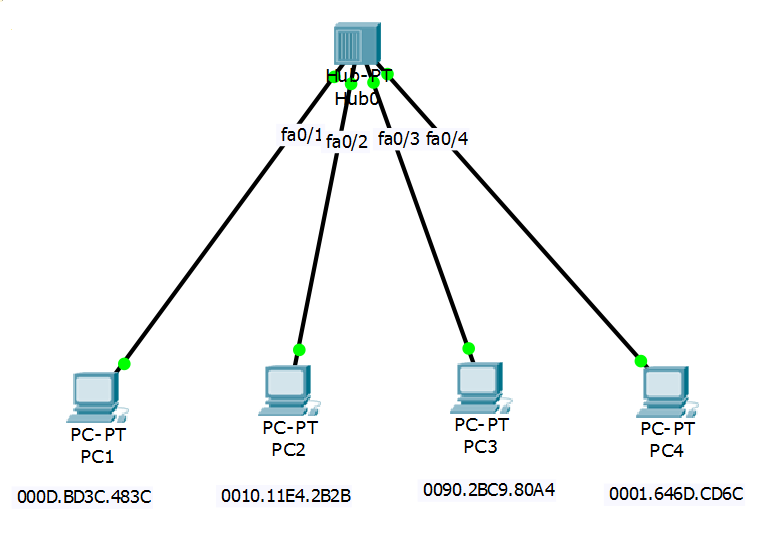 Hub-PT
Hub0
fa0/1
fa0/2
fa0/3
fa0/4
PC-PT
PC1
PC-PT
PC2
PC-PT
PC3
PC-PT
PC4
000D.BD3C.483C
0010.11E4.2B2B
0090.2BC9.80A4
0001.646D.CD6C